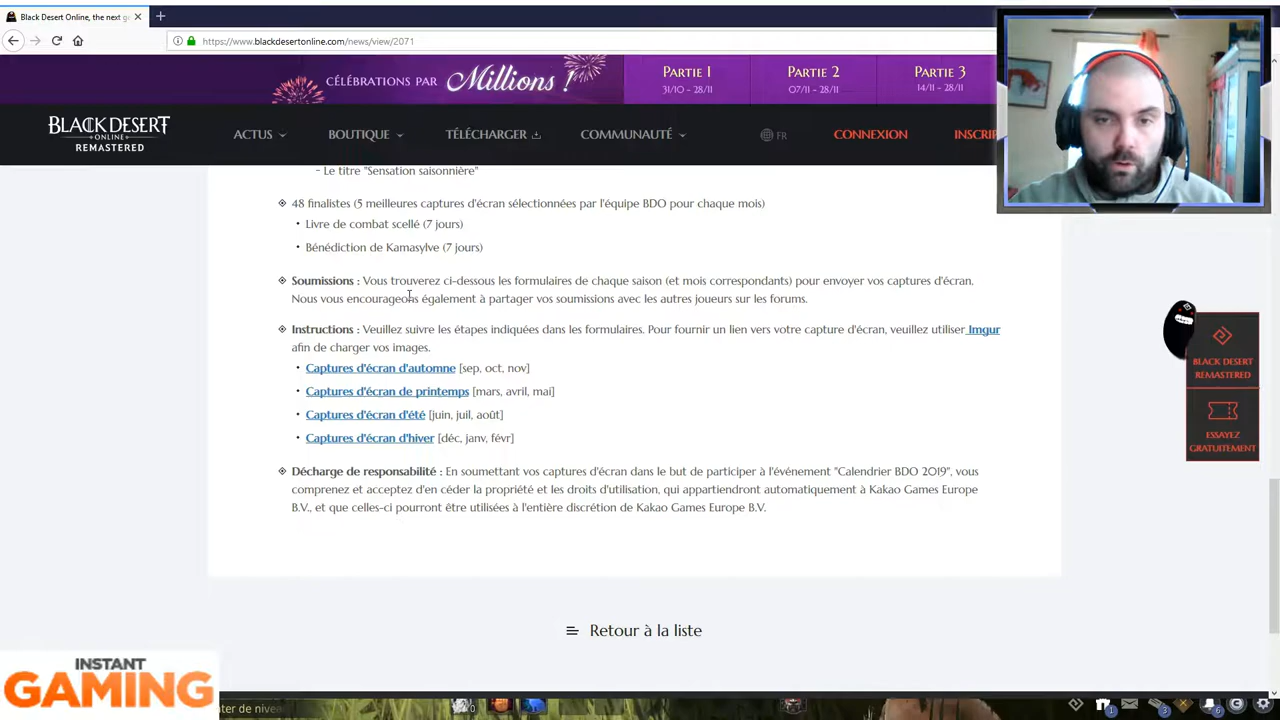 Black Desert Online, the next g
https://www.blackdesertonline.com/news/view/2071
CÉLÉBRATIONS PAR Millions !
PARTIE 1
31/10 - 28/11
PARTIE 2
07/11 - 28/11
PARTIE 3
14/11 - 28/11
BLACK DESERT
ONLINE
REMASTERED
ACTUS
BOUTIQUE
TÉLÉCHARGER
COMMUNAUTÉ
FR
CONNEXION
INSCRIP
- Le titre "Sensation saisonnière"
48 finalistes (5 meilleures captures d'écran sélectionnées par l'équipe BDO pour chaque mois)
• Livre de combat scellé (7 jours)
• Bénédiction de Kamasylve (7 jours)
Soumissions : Vous trouverez ci-dessous les formulaires de chaque saison (et mois correspondants) pour envoyer vos captures d'écran.
Nous vous encourageons également à partager vos soumissions avec les autres joueurs sur les forums.
Instructions : Veuillez suivre les étapes indiquées dans les formulaires. Pour fournir un lien vers votre capture d'écran, veuillez utiliser Imgur
afin de charger vos images.
• Captures d'écran d'automne [sep, oct, nov]
• Captures d'écran de printemps [mars, avril, mai]
• Captures d'écran d'été [juin, juil, août]
• Captures d'écran d'hiver [déc, janv, févr]
Décharge de responsabilité : En soumettant vos captures d'écran dans le but de participer à l'événement "Calendrier BDO 2019", vous
comprenez et acceptez d'en céder la propriété et les droits d'utilisation, qui appartiendront automatiquement à Kakao Games Europe
B.V., et que celles-ci pourront être utilisées à l'entière discrétion de Kakao Games Europe B.V.
BLACK DESERT
REMASTERED
ESSAYEZ
GRATUITEMENT
Retour à la liste
INSTANT
GAMING
ter de nive
0
1
3
6